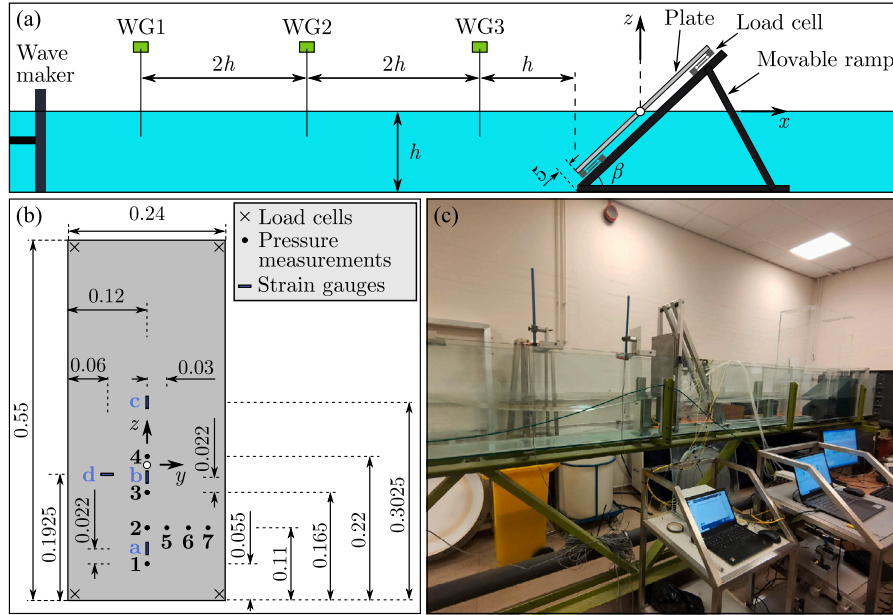 (a)
WG1
WG2
WG3
z
Plate
Load cell
Wave
maker
Movable ramp
2h
2h
h
x
h
5
β
(b)
0.24
× Load cells
• Pressure
measurements
Strain gauges
(c)
0.12
0.06
0.03
0.55
c
z
0.022
4
d
b
y
3
0.1925
0.022
2
5
6
7
a
1
0.055
0.11
0.165
0.22
0.3025